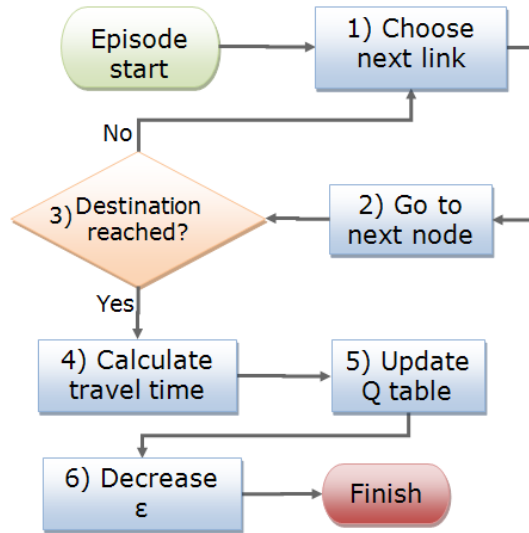 Episode
start
1) Choose
next link
No
3) Destination
reached?
2) Go to
next node
Yes
4) Calculate
travel time
5) Update
Q table
6) Decrease
ε
Finish